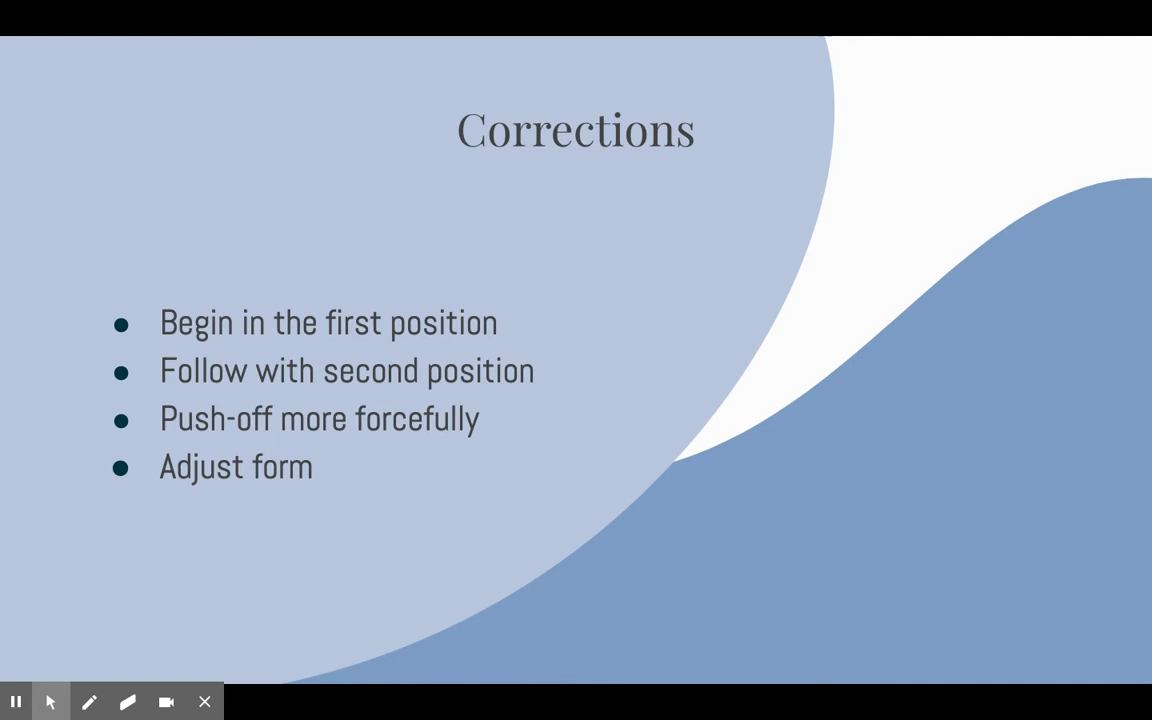 Corrections
● Begin in the first position
● Follow with second position
● Push-off more forcefully
● Adjust form